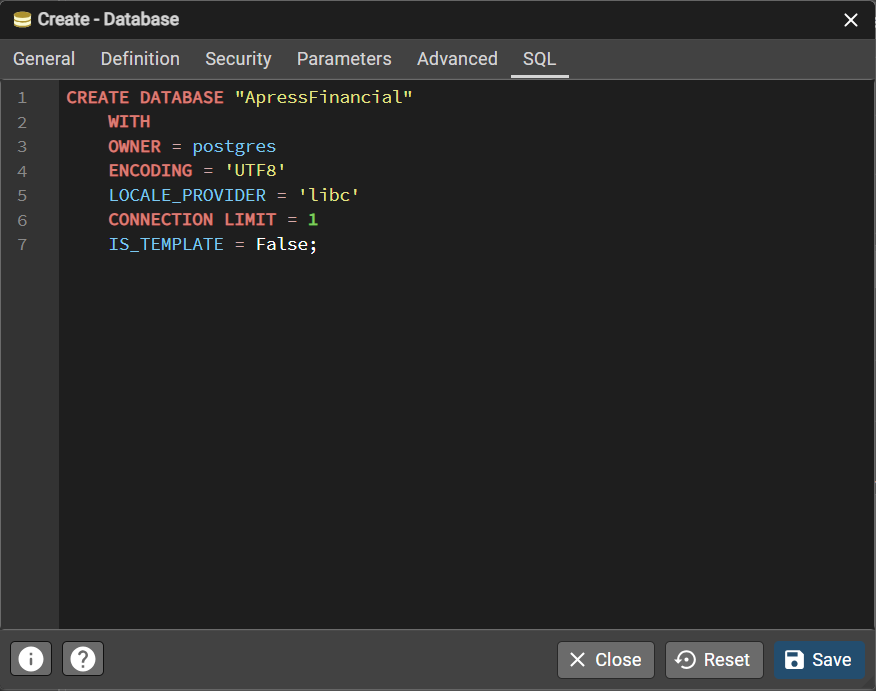 Create - Database
General Definition Security Parameters Advanced SQL
1 CREATE DATABASE "ApressFinancial"
2 WITH
3 OWNER = postgres
4 ENCODING = 'UTF8'
5 LOCALE_PROVIDER = 'libc'
6 CONNECTION LIMIT = 1
7 IS_TEMPLATE = False;
i ? Close Reset Save